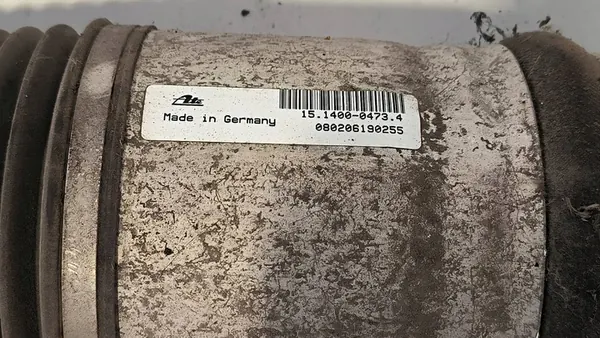 Ate
15.1400-0473.4
Made in Germany
080206190255